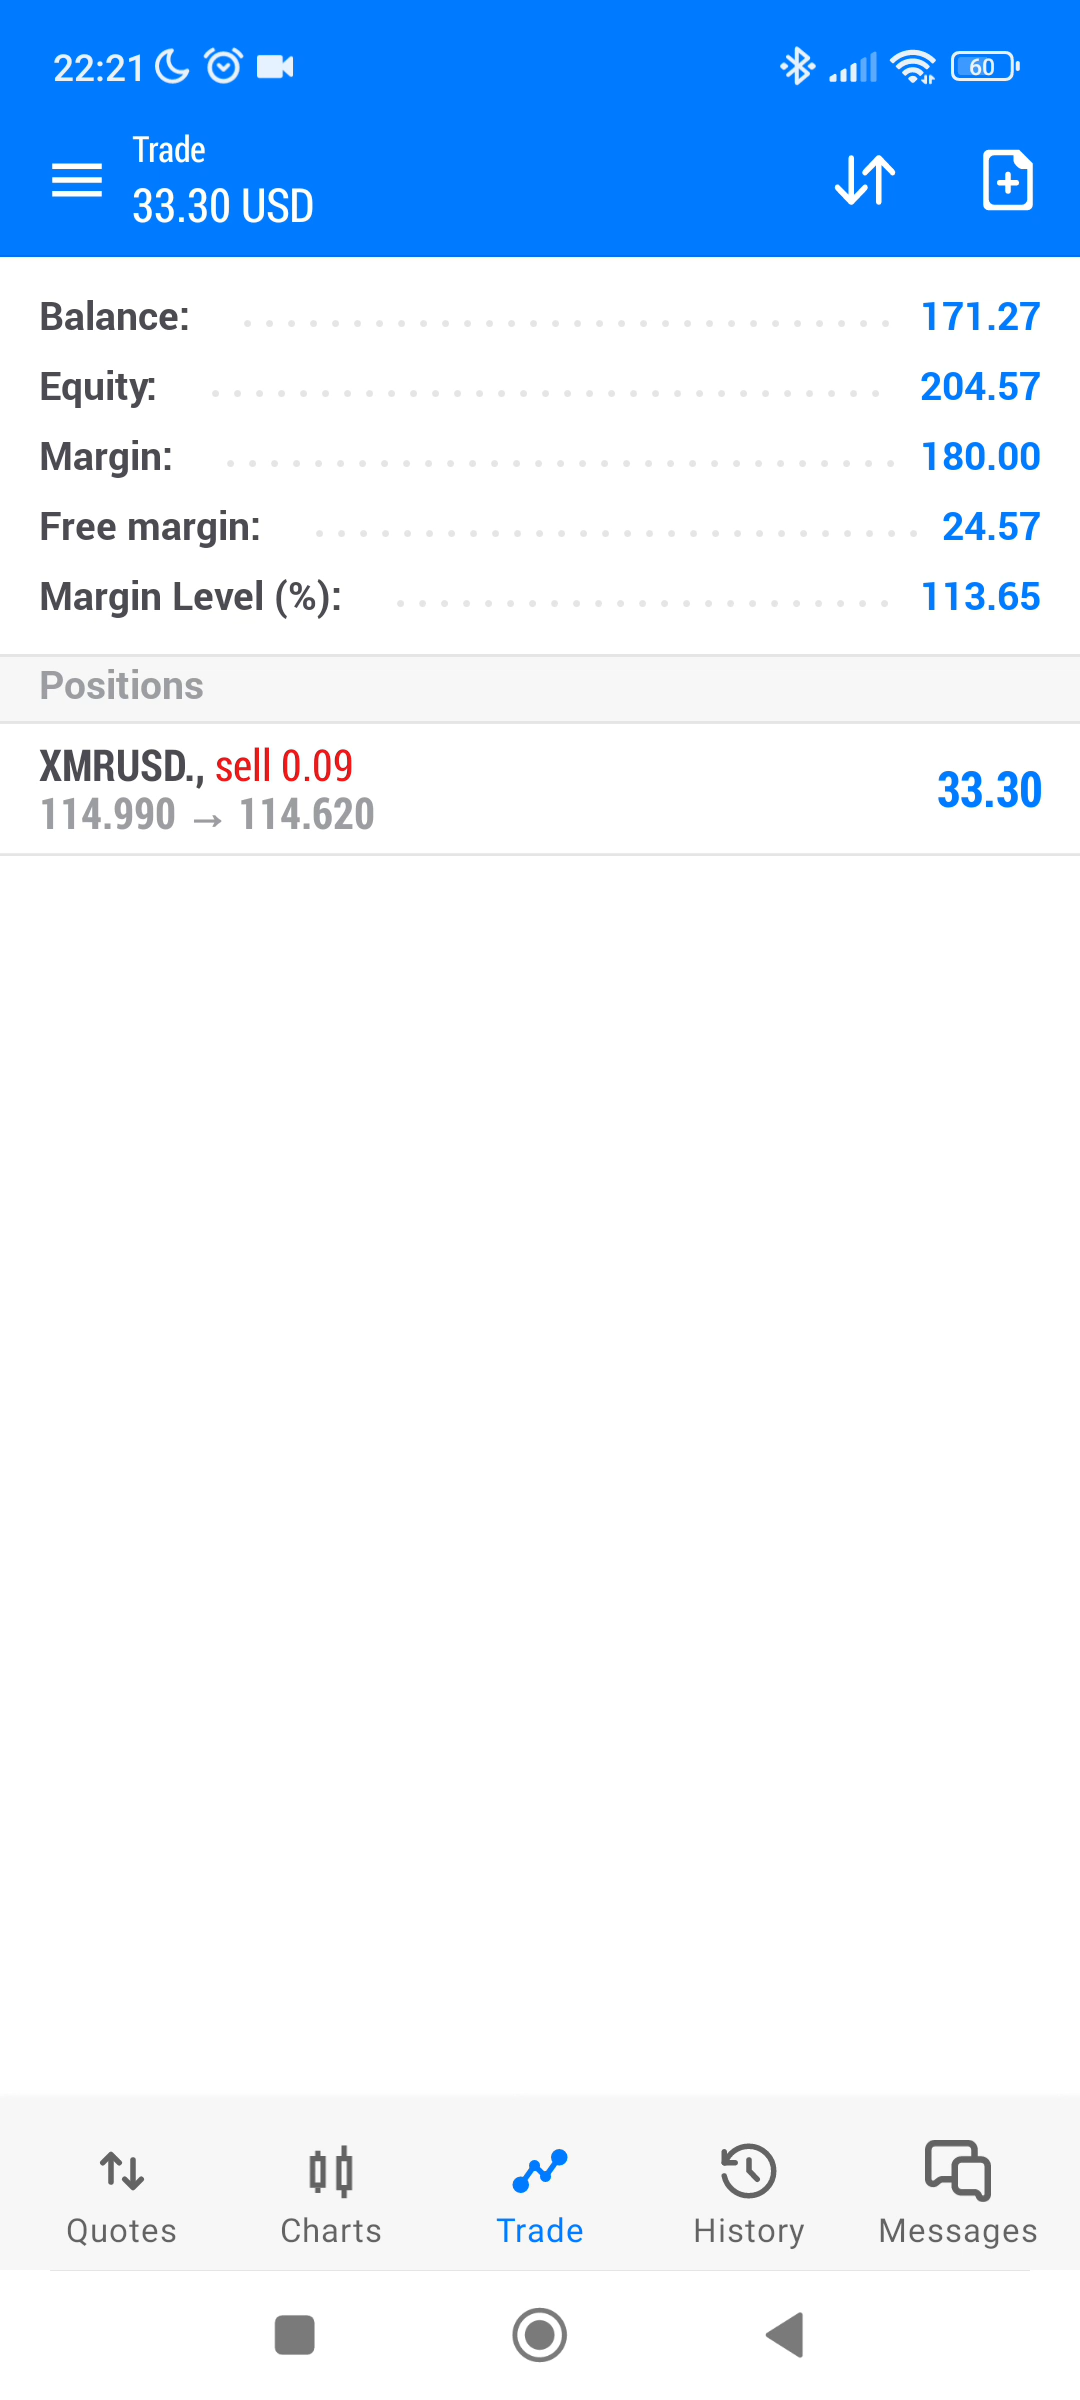 22:21
60
Trade
33.30 USD
Balance: 171.27
Equity: 204.57
Margin: 180.00
Free margin: 24.57
Margin Level (%): 113.65
Positions
XMRUSD., sell 0.09
114.990 → 114.620
33.30
Quotes
Charts
Trade
History
Messages